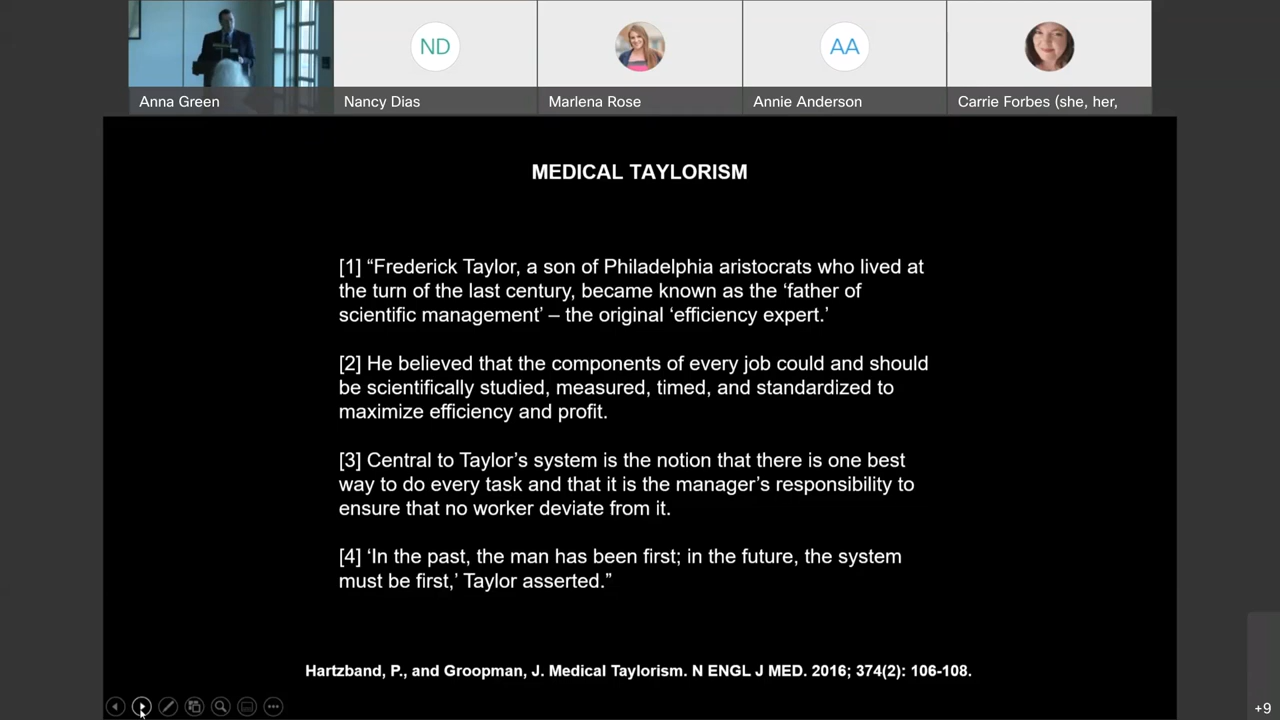 Anna Green
ND
Nancy Dias
Marlena Rose
AA
Annie Anderson
Carrie Forbes (she, her,
MEDICAL TAYLORISM
[1] “Frederick Taylor, a son of Philadelphia aristocrats who lived at
the turn of the last century, became known as the ‘father of
scientific management’ – the original ‘efficiency expert.’
[2] He believed that the components of every job could and should
be scientifically studied, measured, timed, and standardized to
maximize efficiency and profit.
[3] Central to Taylor’s system is the notion that there is one best
way to do every task and that it is the manager’s responsibility to
ensure that no worker deviate from it.
[4] ‘In the past, the man has been first; in the future, the system
must be first,’ Taylor asserted.”
Hartzband, P., and Groopman, J. Medical Taylorism. N ENGL J MED. 2016; 374(2): 106-108.
+9